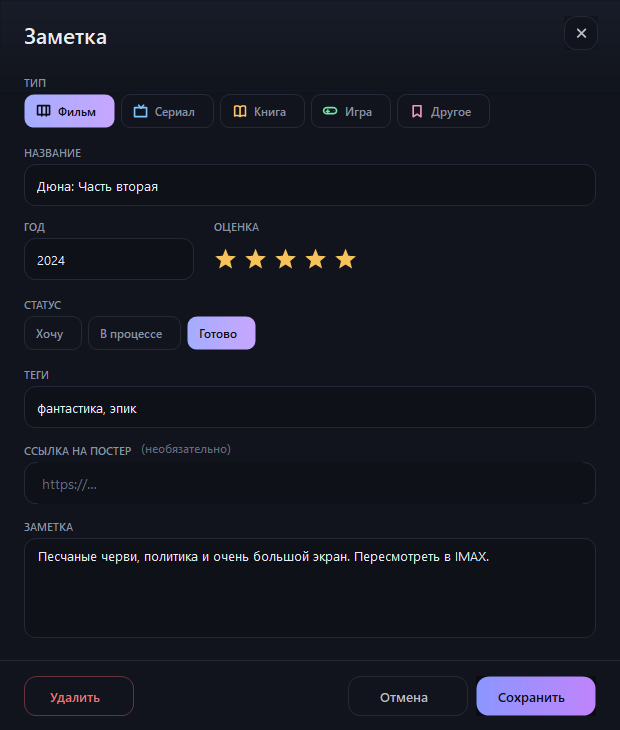 Заметка
ТИП
Фильм Сериал Книга Игра Другое
НАЗВАНИЕ
Дюна: Часть вторая
ГОД ОЦЕНКА
2024
СТАТУС
Хочу В процессе Готово
ТЕГИ
фантастика, эпик
ССЫЛКА НА ПОСТЕР (необязательно)
https://...
ЗАМЕТКА
Песчаные черви, политика и очень большой экран. Пересмотреть в IMAX.
Удалить Отмена Сохранить